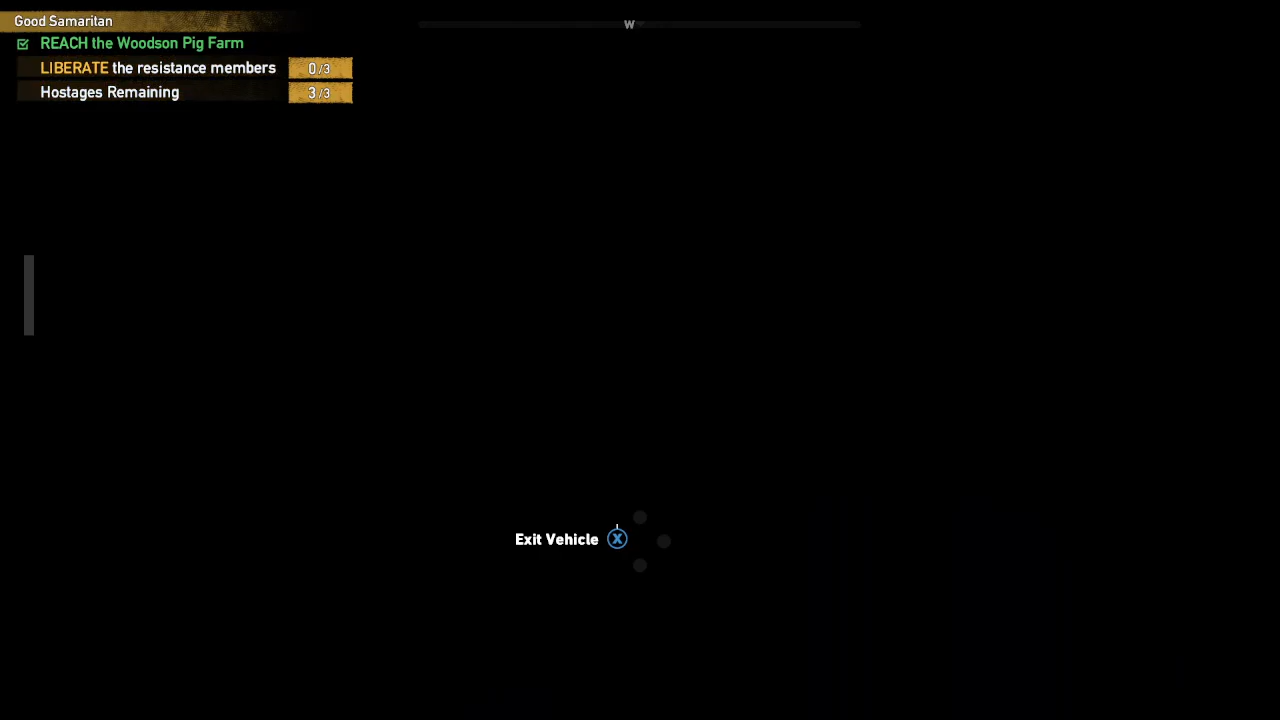 Good Samaritan
W
REACH the Woodson Pig Farm
LIBERATE the resistance members 0/3
Hostages Remaining 3/3
Exit Vehicle X